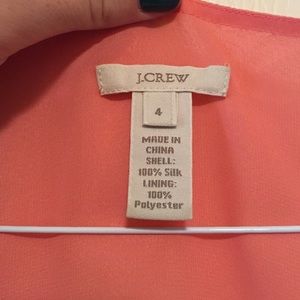 J.CREW
4
MADE IN
CHINA
SHELL:
100% Silk
LINING:
100%
Polyester